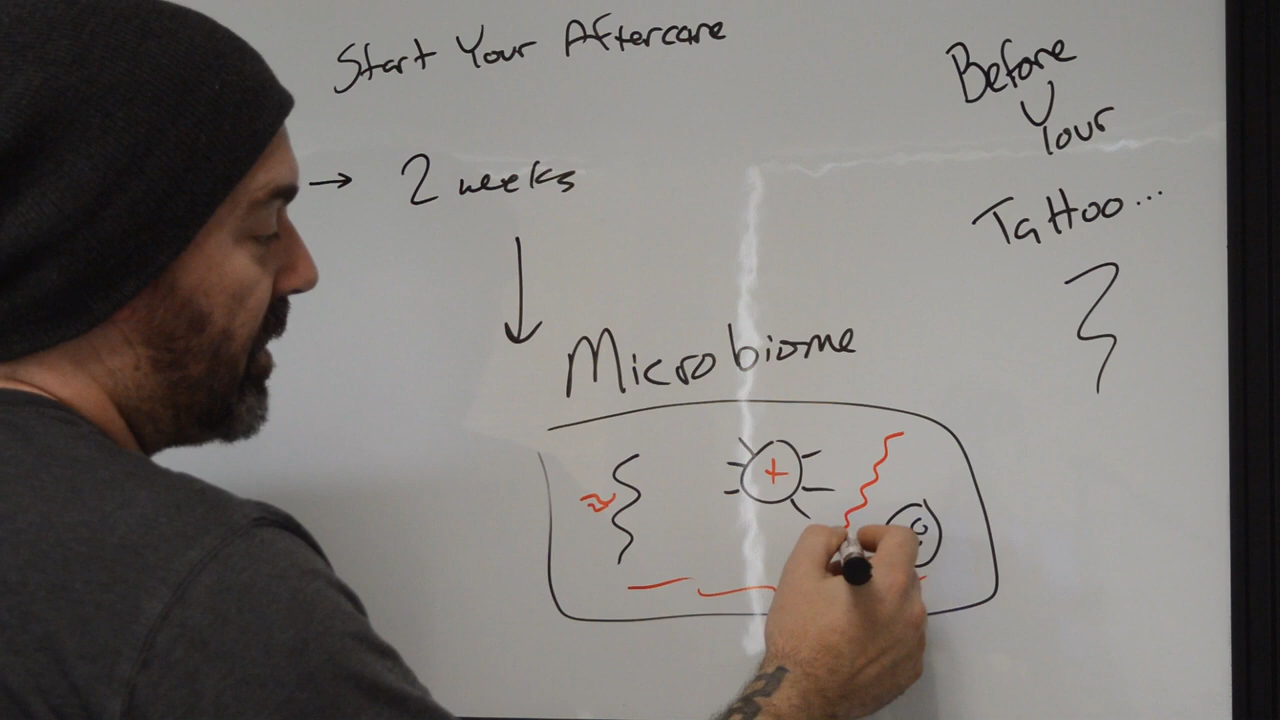 Start Your Aftercare
Before
Your
Tattoo...
→ 2 weeks
Microbiome